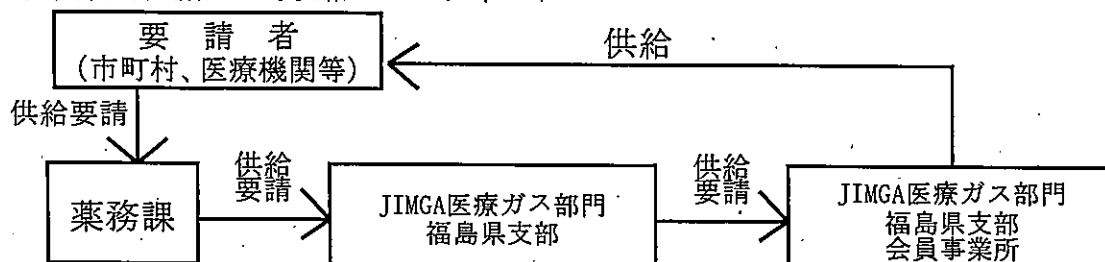 要請者
(市町村、医療機関等)
供給
供給要請
薬務課
供給
要請
JIMGA医療ガス部門
福島県支部
供給
要請
JIMGA医療ガス部門
福島県支部
会員事業所